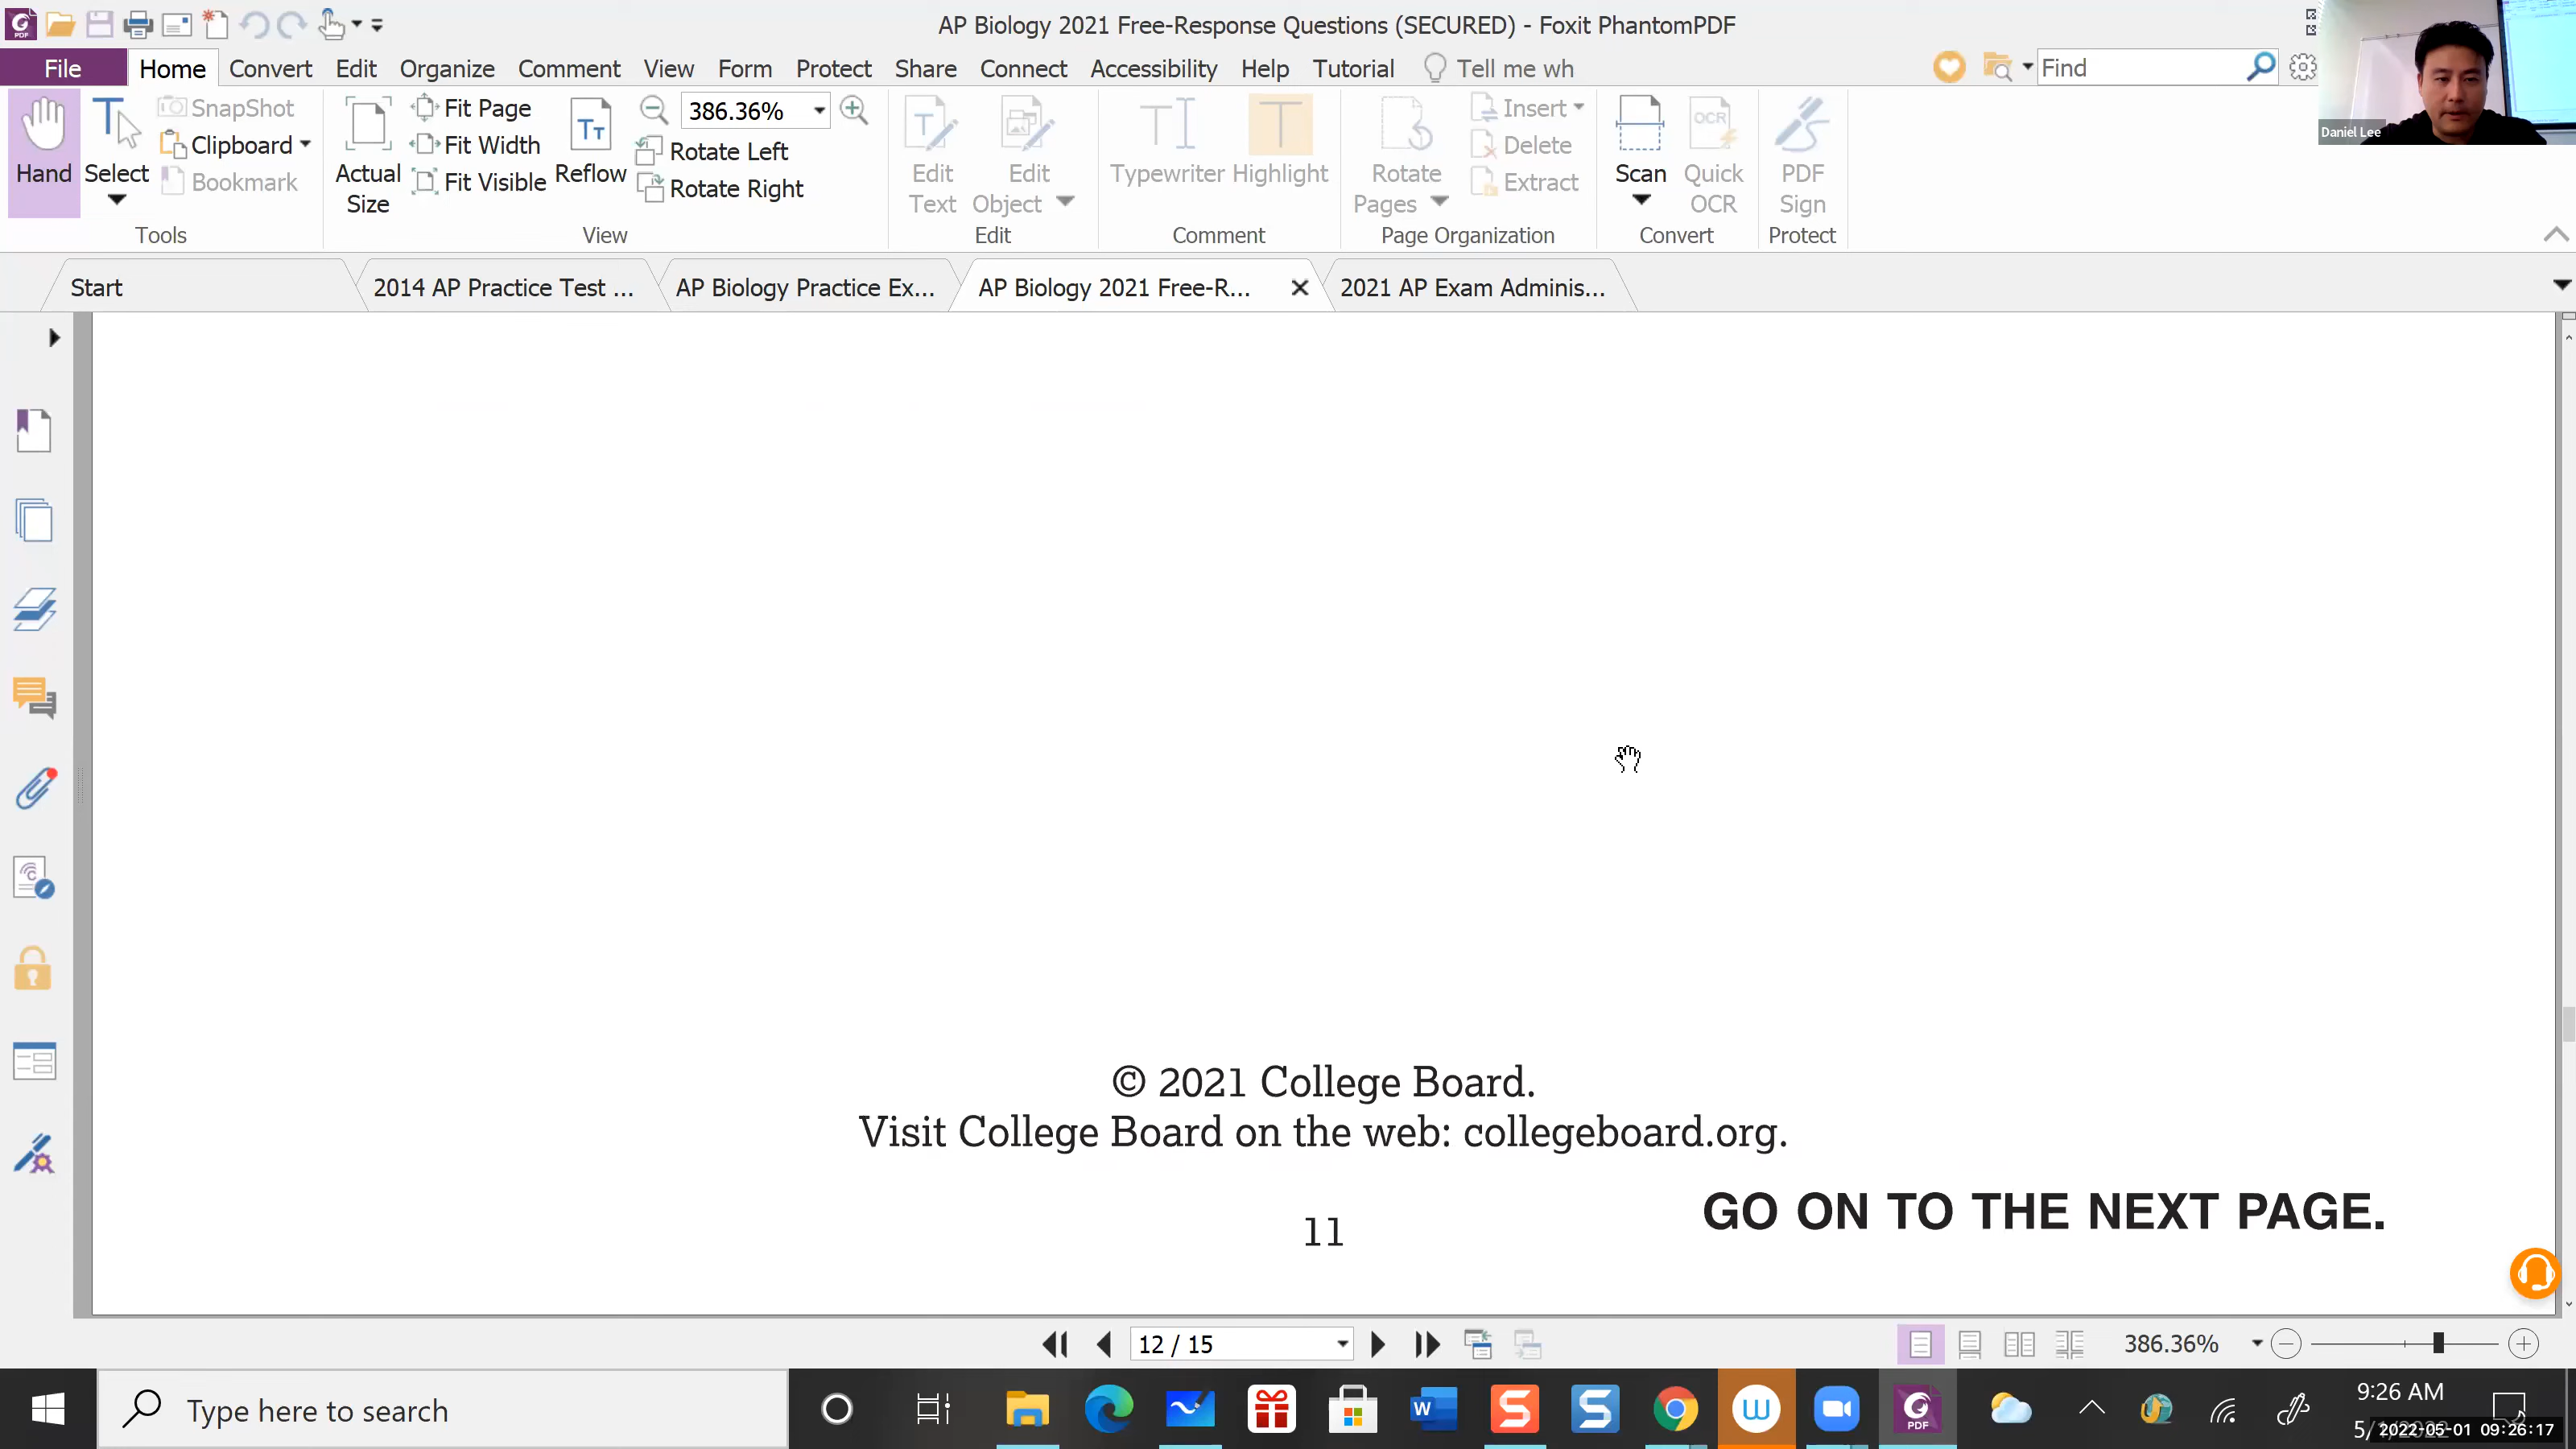 AP Biology 2021 Free-Response Questions (SECURED) - Foxit PhantomPDF
File
Home
Convert
Edit
Organize
Comment
View
Form
Protect
Share
Connect
Accessibility
Help
Tutorial
Tell me wh
Find
Daniel Lee
Hand
Select
SnapShot
Clipboard
Bookmark
Tools
Actual
Size
Fit Page
Fit Width
Fit Visible
Reflow
386.36%
Rotate Left
Rotate Right
View
Edit
Text
Edit
Object
Edit
Typewriter
Highlight
Comment
Rotate
Pages
Insert
Delete
Extract
Page Organization
Scan
Quick
OCR
Convert
PDF
Sign
Protect
Start
2014 AP Practice Test ...
AP Biology Practice Ex...
AP Biology 2021 Free-R...
2021 AP Exam Adminis...
© 2021 College Board.
Visit College Board on the web: collegeboard.org.
11
GO ON TO THE NEXT PAGE.
12 / 15
386.36%
Type here to search
9:26 AM
2022-05-01 09:26:17